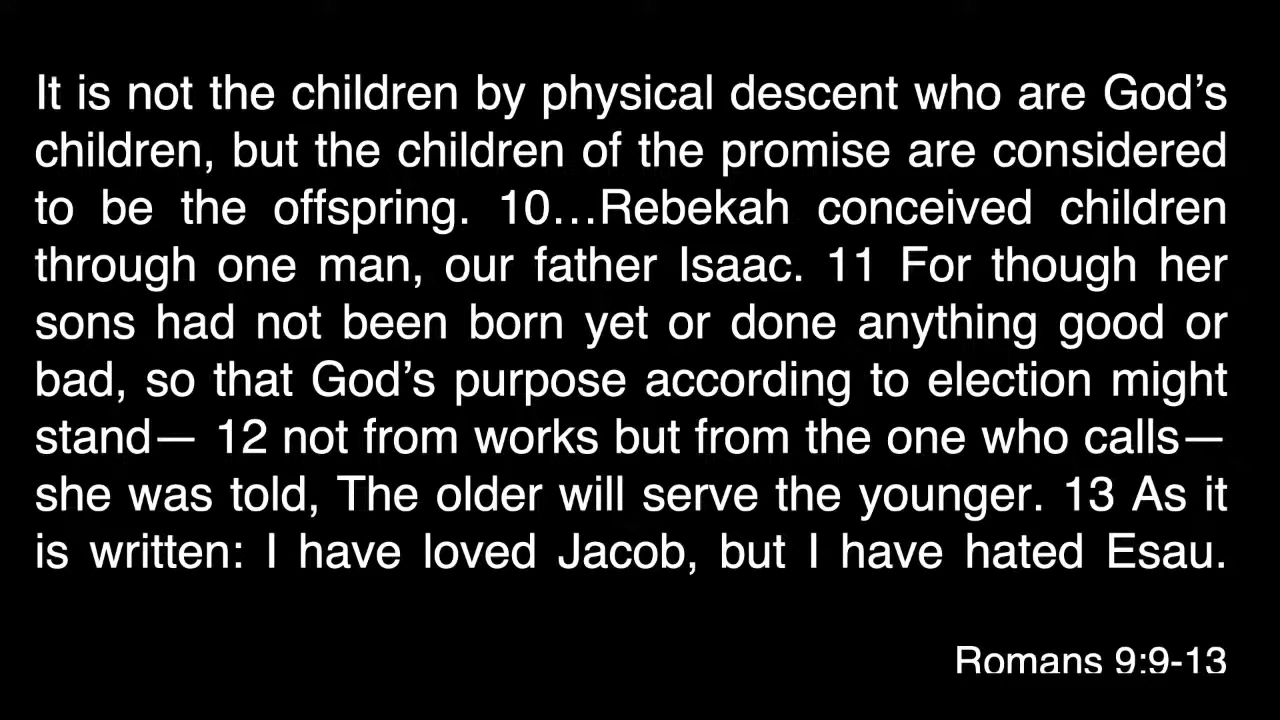 It is not the children by physical descent who are God’s
children, but the children of the promise are considered
to be the offspring. 10…Rebekah conceived children
through one man, our father Isaac. 11 For though her
sons had not been born yet or done anything good or
bad, so that God’s purpose according to election might
stand— 12 not from works but from the one who calls—
she was told, The older will serve the younger. 13 As it
is written: I have loved Jacob, but I have hated Esau.
Romans 9:9-13